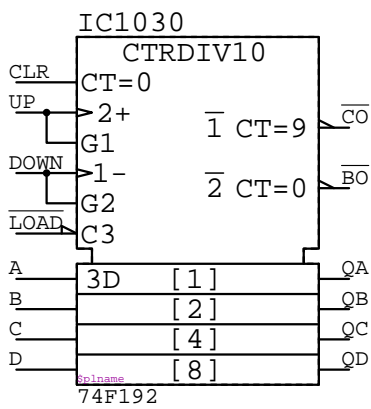 IC1030
CTRDIV10
CLR CT=0
UP 2+ 1 CT=9 CO
G1
DOWN 1- 2 CT=0 BO
G2
LOAD C3
A 3D [1] QA
B [2] QB
C [4] QC
D [8] QD
$plname
74F192